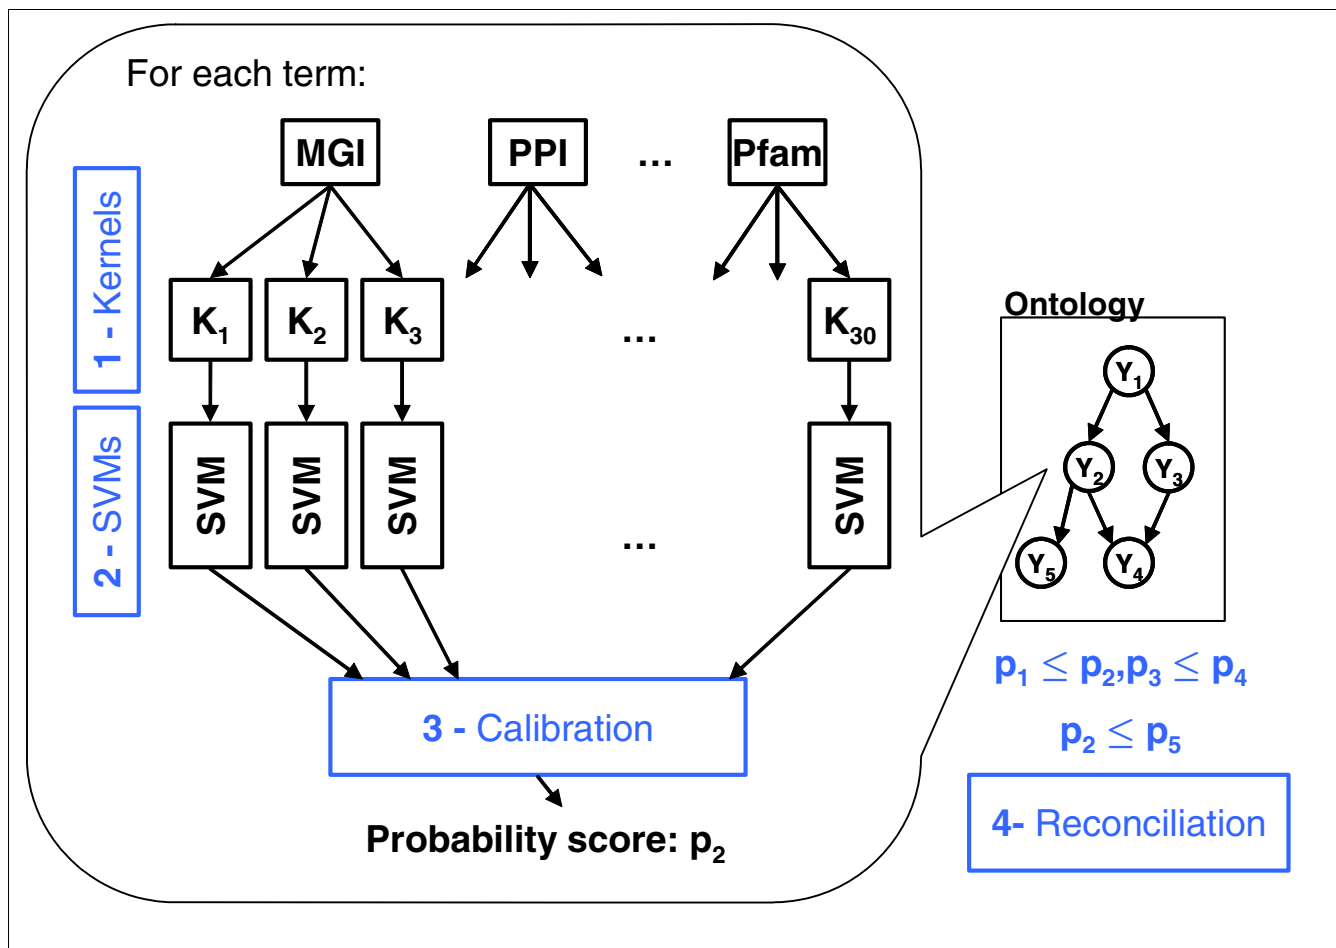 For each term:
MGI PPI ... Pfam
1 - Kernels
K1 K2 K3 ... K30
2 - SVMs
SVM SVM SVM ... SVM
3 - Calibration
Probability score: p2
Ontology
Y1
Y2 Y3
Y5 Y4
p1 ≤ p2,p3 ≤ p4
p2 ≤ p5
4- Reconciliation